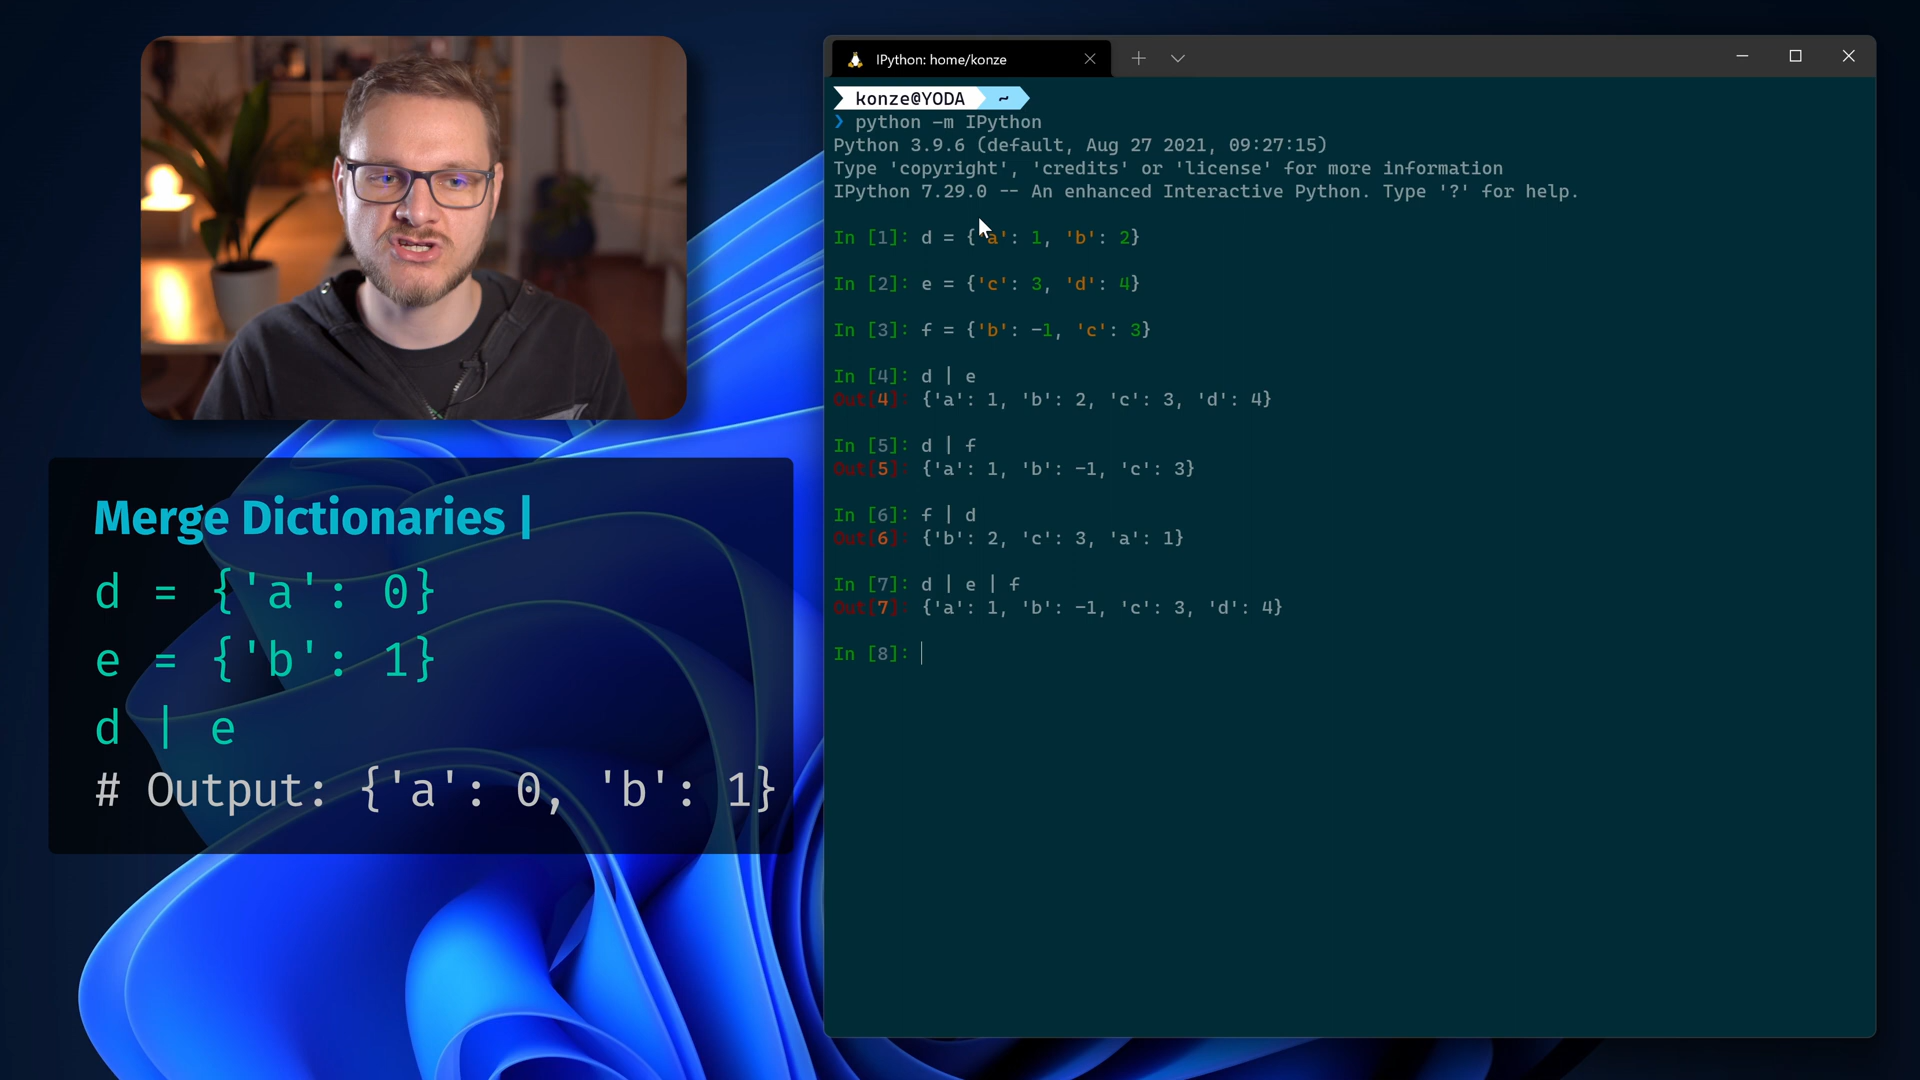 Merge Dictionaries |
d = {'a': 0}
e = {'b': 1}
d | e
# Output: {'a': 0, 'b': 1}
IPython: home/konze
konze@YODA ~
❯ python -m IPython
Python 3.9.6 (default, Aug 27 2021, 09:27:15)
Type 'copyright', 'credits' or 'license' for more information
IPython 7.29.0 -- An enhanced Interactive Python. Type '?' for help.
In [1]: d = {'a': 1, 'b': 2}
In [2]: e = {'c': 3, 'd': 4}
In [3]: f = {'b': -1, 'c': 3}
In [4]: d | e
Out[4]: {'a': 1, 'b': 2, 'c': 3, 'd': 4}
In [5]: d | f
Out[5]: {'a': 1, 'b': -1, 'c': 3}
In [6]: f | d
Out[6]: {'b': 2, 'c': 3, 'a': 1}
In [7]: d | e | f
Out[7]: {'a': 1, 'b': -1, 'c': 3, 'd': 4}
In [8]: